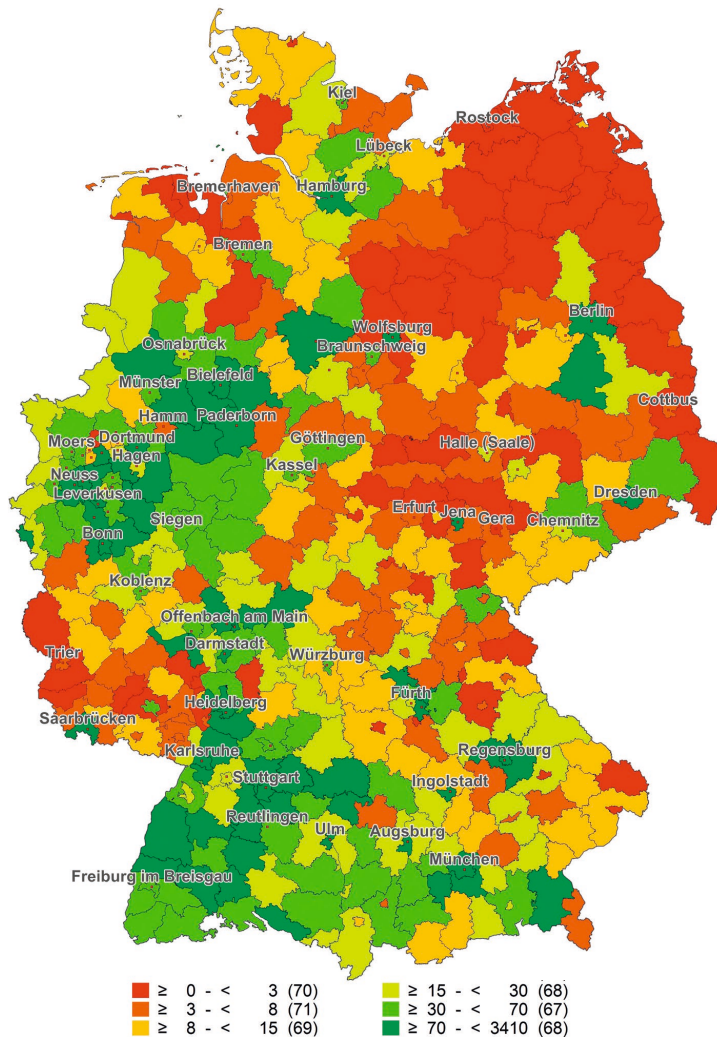 Kiel
Rostock
Lübeck
Bremerhaven
Hamburg
Bremen
Berlin
Wolfsburg
Braunschweig
Osnabrück
Bielefeld
Münster
Cottbus
Hamm
Paderborn
Moers
Dortmund
Göttingen
Halle (Saale)
Hagen
Kassel
Neuss
Leverkusen
Dresden
Erfurt
Jena
Gera
Siegen
Chemnitz
Bonn
Koblenz
Offenbach am Main
Darmstadt
Trier
Würzburg
Fürth
Heidelberg
Saarbrücken
Karlsruhe
Regensburg
Stuttgart
Ingolstadt
Reutlingen
Ulm
Augsburg
München
Freiburg im Breisgau
≥ 0 - < 3 (70)
≥ 3 - < 8 (71)
≥ 8 - < 15 (69)
≥ 15 - < 30 (68)
≥ 30 - < 70 (67)
≥ 70 - < 3410 (68)